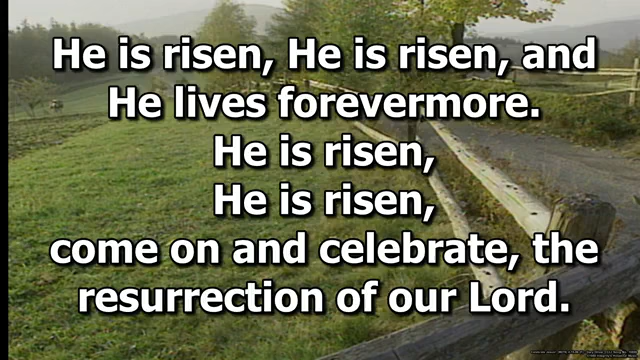 He is risen, He is risen, and
He lives forevermore.
He is risen,
He is risen,
come on and celebrate, the
resurrection of our Lord.